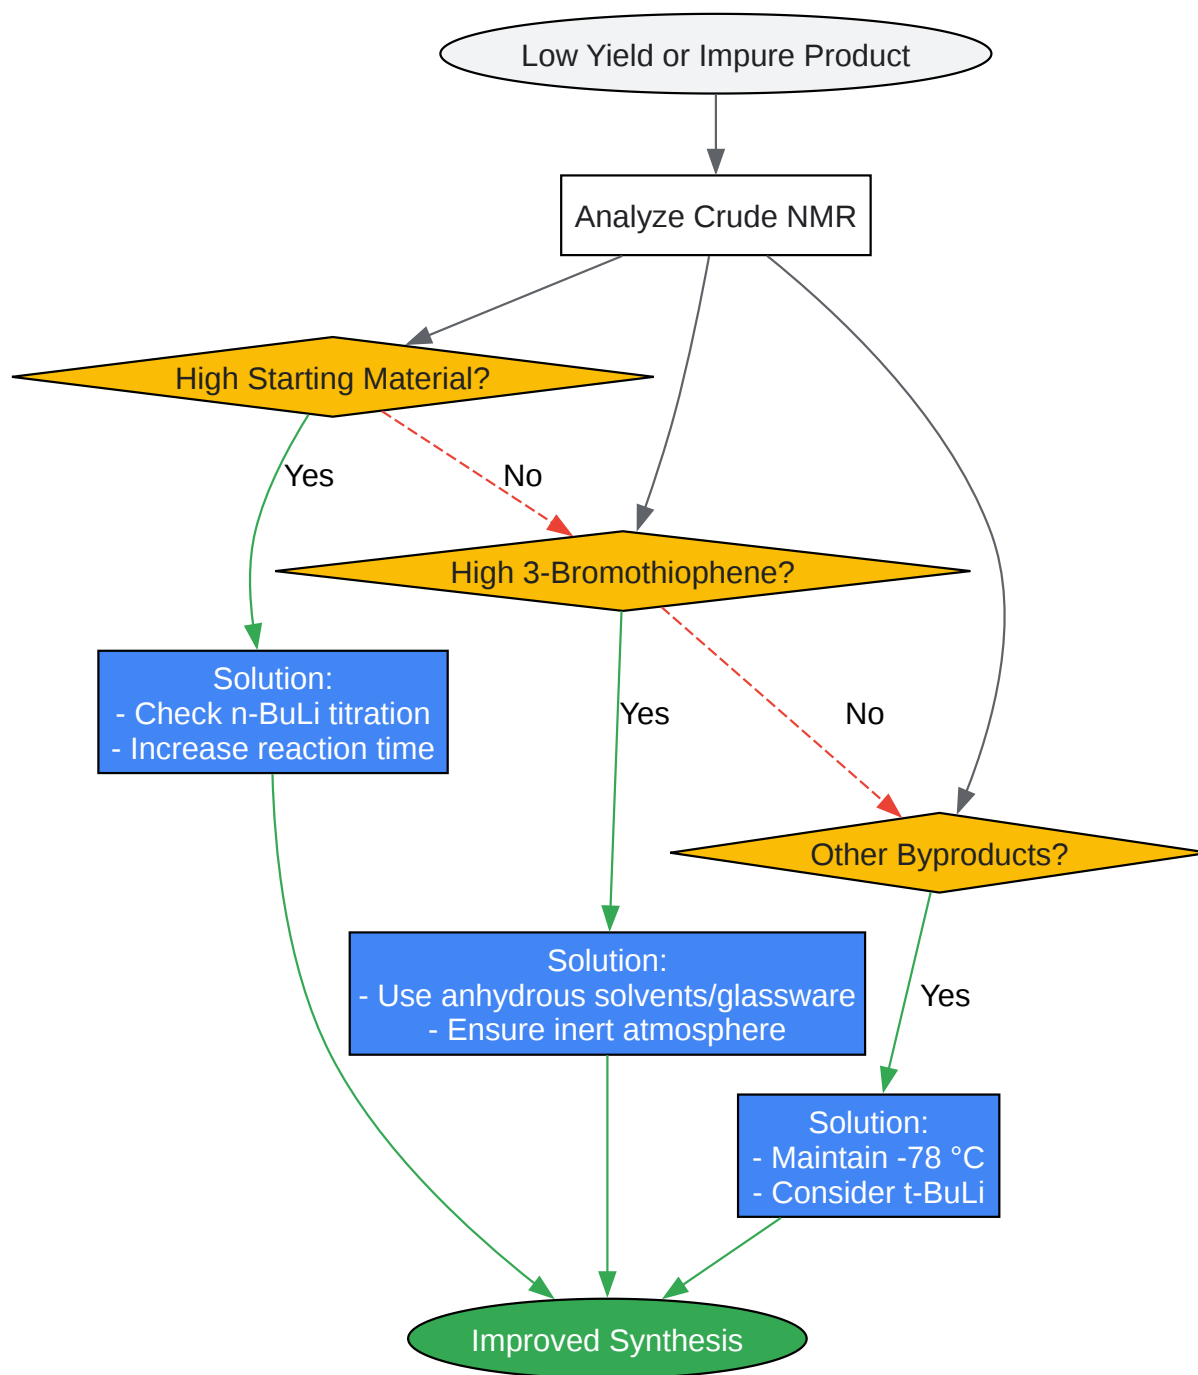 Low Yield or Impure Product
Analyze Crude NMR
High Starting Material?
Yes
No
High 3-Bromothiophene?
Solution:
- Check n-BuLi titration
- Increase reaction time
Yes
No
Other Byproducts?
Solution:
- Use anhydrous solvents/glassware
- Ensure inert atmosphere
Yes
Solution:
- Maintain -78 °C
- Consider t-BuLi
Improved Synthesis